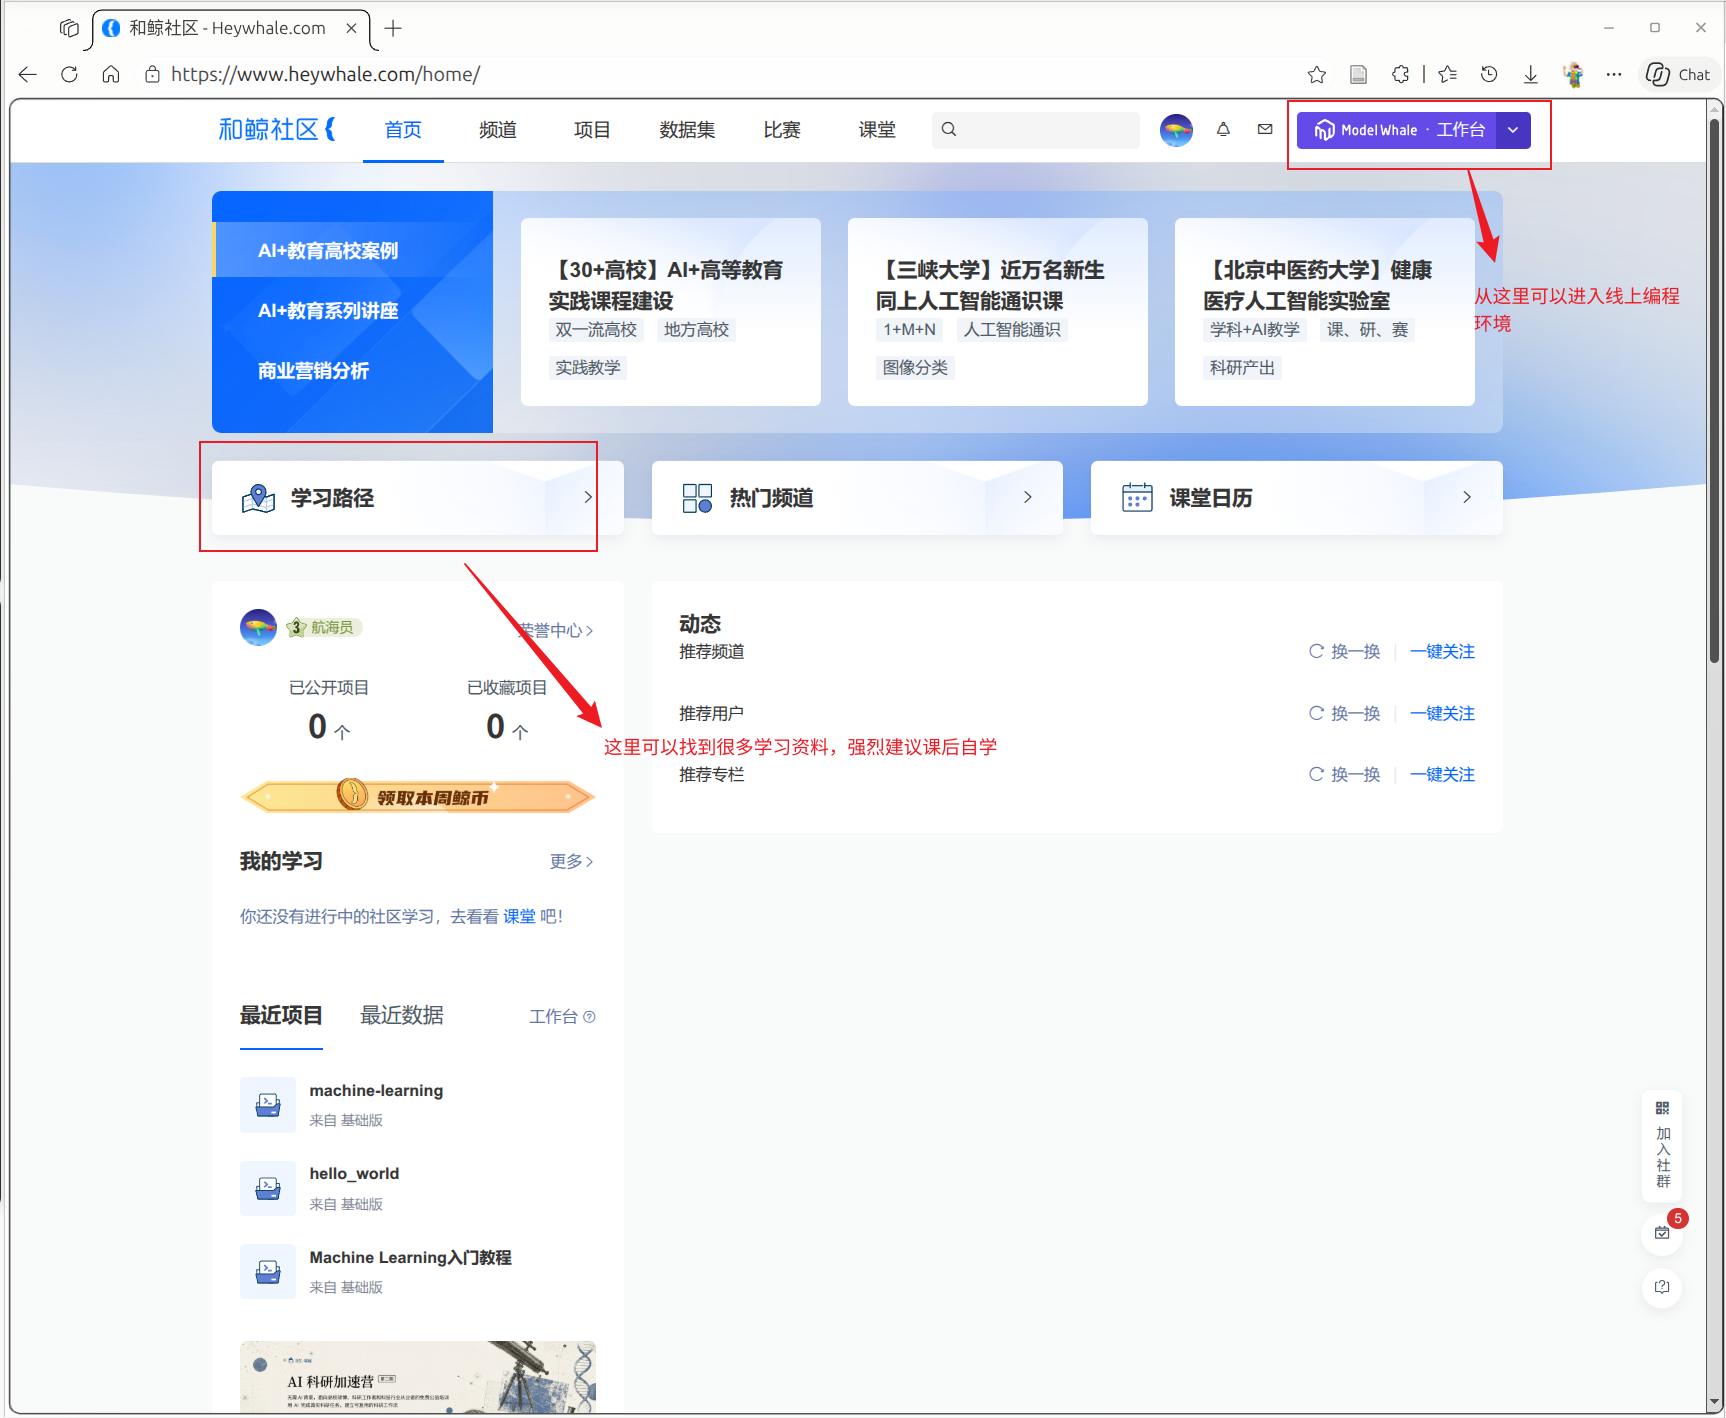 和鲸社区 - Heywhale.com
https://www.heywhale.com/home/
Chat
和鲸社区
首页
频道
项目
数据集
比赛
课堂
ModelWhale · 工作台
AI+教育高校案例
AI+教育系列讲座
商业营销分析
【30+高校】AI+高等教育
实践课程建设
双一流高校 地方高校
实践教学
【三峡大学】近万名新生
同上人工智能通识课
1+M+N 人工智能通识
图像分类
【北京中医药大学】健康
医疗人工智能实验室
学科+AI教学 课、研、赛
科研产出
从这里可以进入线上编程
环境
学习路径
热门频道
课堂日历
3 航海员
荣誉中心
已公开项目
0 个
已收藏项目
0 个
领取本周鲸币
我的学习
更多
你还没有进行中的社区学习，去看看 课堂 吧！
最近项目
最近数据
工作台
machine-learning
来自 基础版
hello_world
来自 基础版
Machine Learning入门教程
来自 基础版
AI 科研加速营
动态
推荐频道
换一换
一键关注
推荐用户
换一换
一键关注
这里可以找到很多学习资料，强烈建议课后自学
推荐专栏
换一换
一键关注
加入社群
5